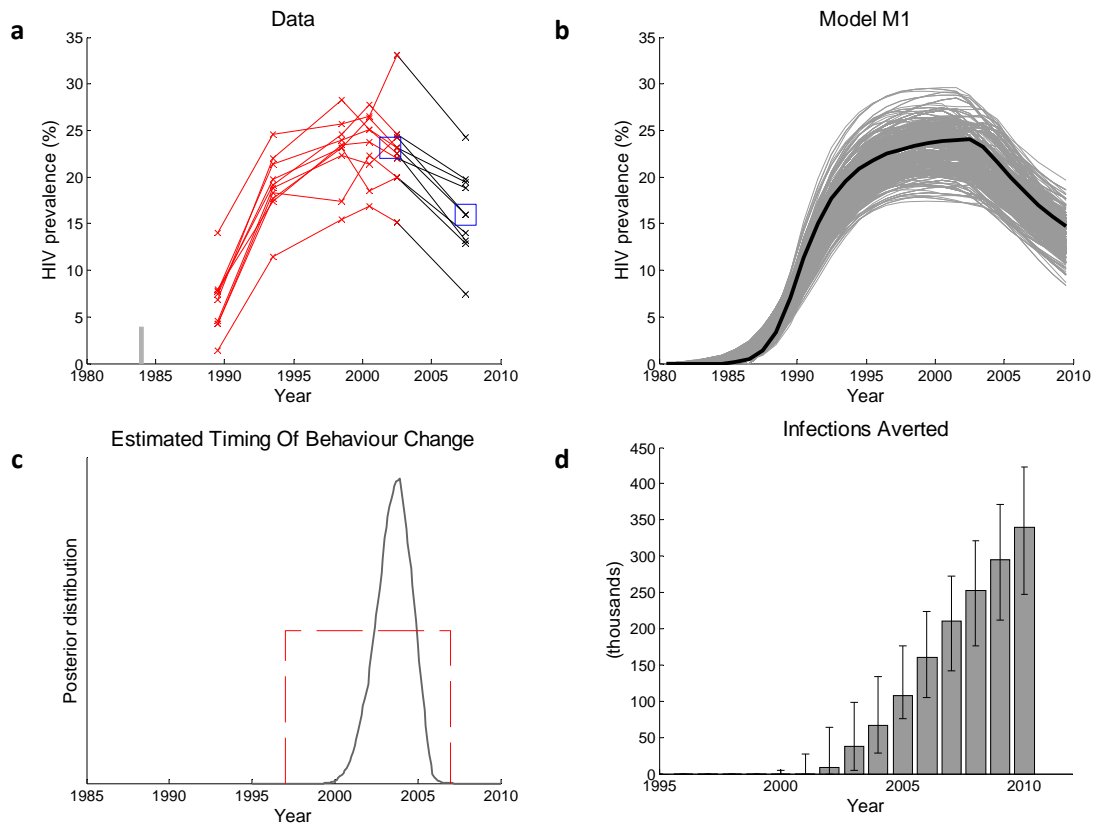 a
Data
HIV prevalence (%)
35
30
25
20
15
10
5
0
1980 1985 1990 1995 2000 2005 2010
Year
b
Model M1
HIV prevalence (%)
35
30
25
20
15
10
5
0
1980 1985 1990 1995 2000 2005 2010
Year
c
Estimated Timing Of Behaviour Change
Posterior distribution
1985 1990 1995 2000 2005 2010
Year
d
Infections Averted
(thousands)
450
400
350
300
250
200
150
100
50
0
1995 2000 2005 2010
Year